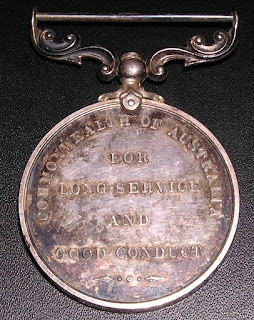 COMMONWEALTH OF AUSTRALIA
FOR
LONG SERVICE
AND
GOOD CONDUCT